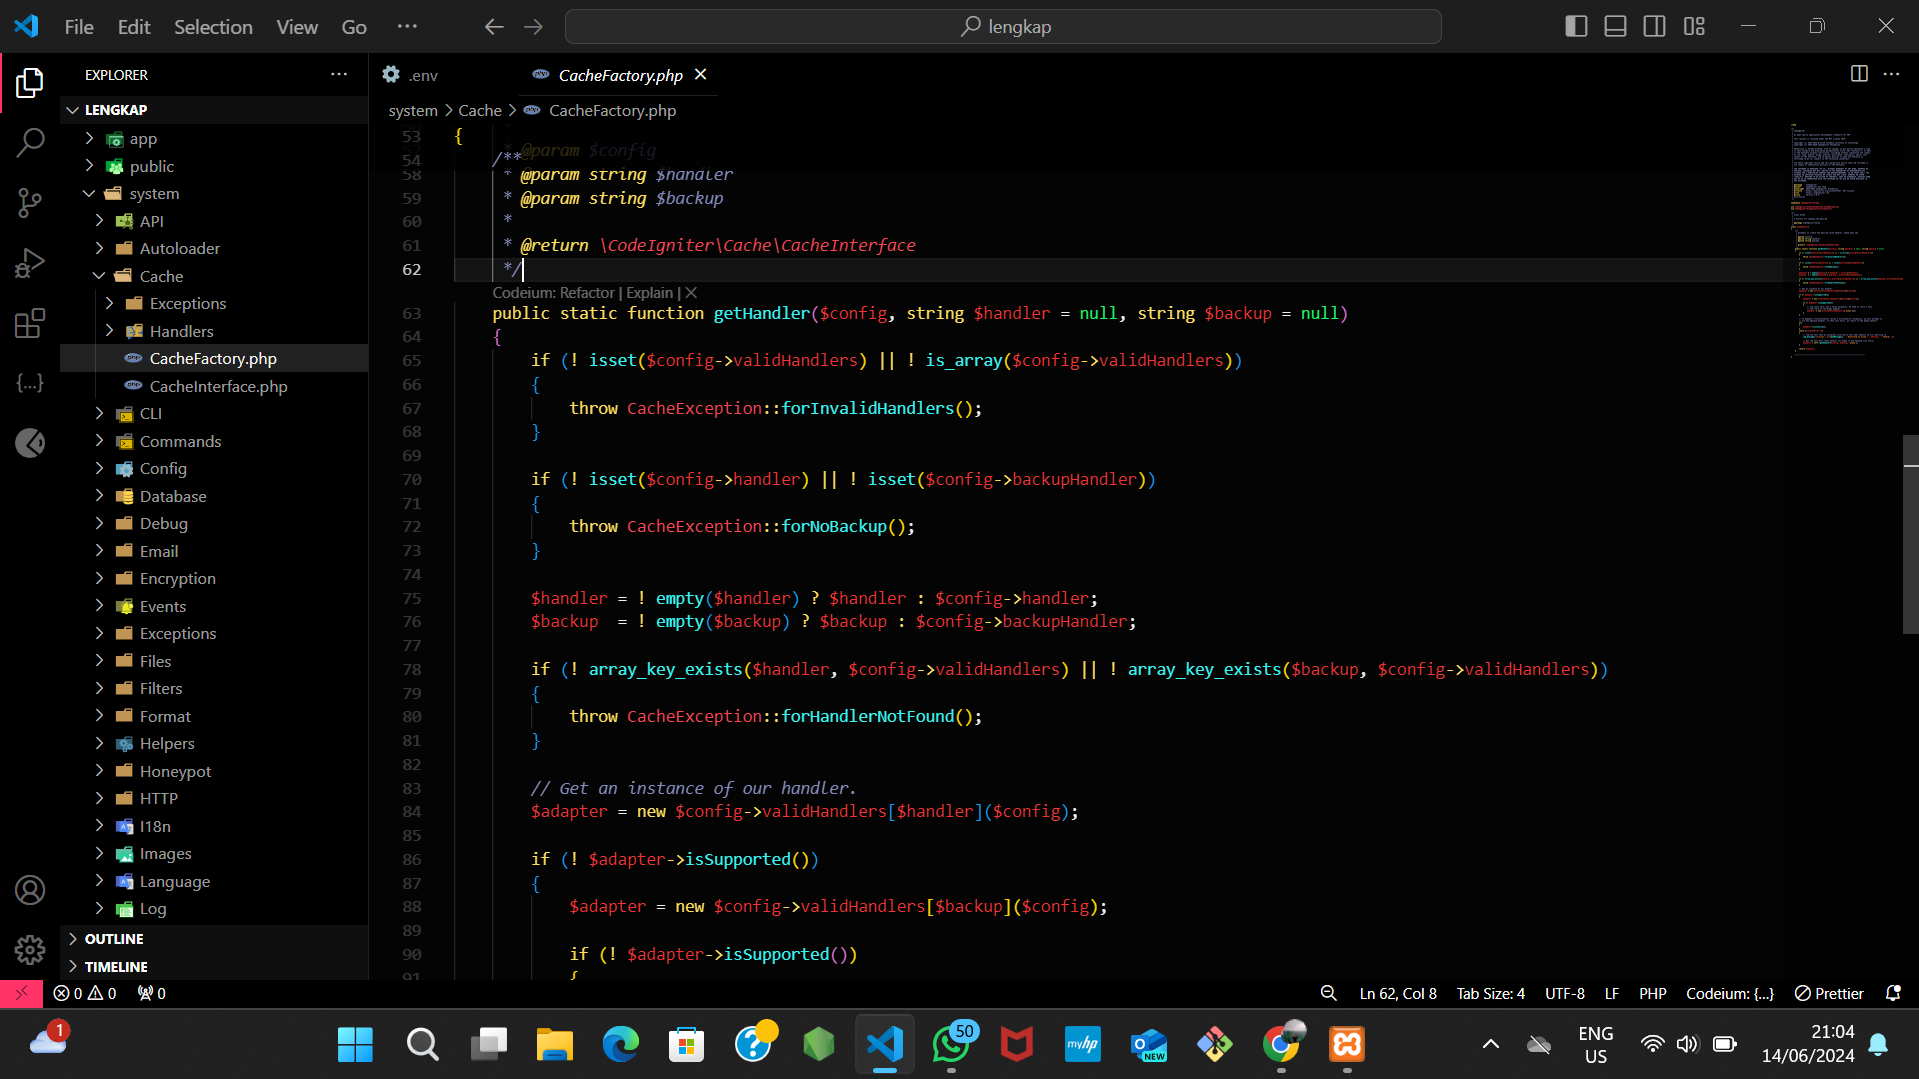 File Edit Selection View Go ··· lengkap
EXPLORER ···
LENGKAP
app
public
system
API
Autoloader
Cache
Exceptions
Handlers
CacheFactory.php
CacheInterface.php
CLI
Commands
Config
Database
Debug
Email
Encryption
Events
Exceptions
Files
Filters
Format
Helpers
Honeypot
HTTP
I18n
Images
Language
Log
OUTLINE
TIMELINE
.env CacheFactory.php ···
system > Cache > CacheFactory.php
53 {
@param $config
54 /**
58 * @param string $handler
59 * @param string $backup
60 *
61 * @return \CodeIgniter\Cache\CacheInterface
62 */
Codeium: Refactor | Explain | X
63 public static function getHandler($config, string $handler = null, string $backup = null)
64 {
65 if (! isset($config->validHandlers) || ! is_array($config->validHandlers))
66 {
67 throw CacheException::forInvalidHandlers();
68 }
69
70 if (! isset($config->handler) || ! isset($config->backupHandler))
71 {
72 throw CacheException::forNoBackup();
73 }
74
75 $handler = ! empty($handler) ? $handler : $config->handler;
76 $backup  = ! empty($backup) ? $backup : $config->backupHandler;
77
78 if (! array_key_exists($handler, $config->validHandlers) || ! array_key_exists($backup, $config->validHandlers))
79 {
80 throw CacheException::forHandlerNotFound();
81 }
82
83 // Get an instance of our handler.
84 $adapter = new $config->validHandlers[$handler]($config);
85
86 if (! $adapter->isSupported())
87 {
88 $adapter = new $config->validHandlers[$backup]($config);
89
90 if (! $adapter->isSupported())
91 {
0 0 0 Ln 62, Col 8 Tab Size: 4 UTF-8 LF PHP Codeium: {...} Prettier
1 50 myhp NEW ENG US 21:04
14/06/2024